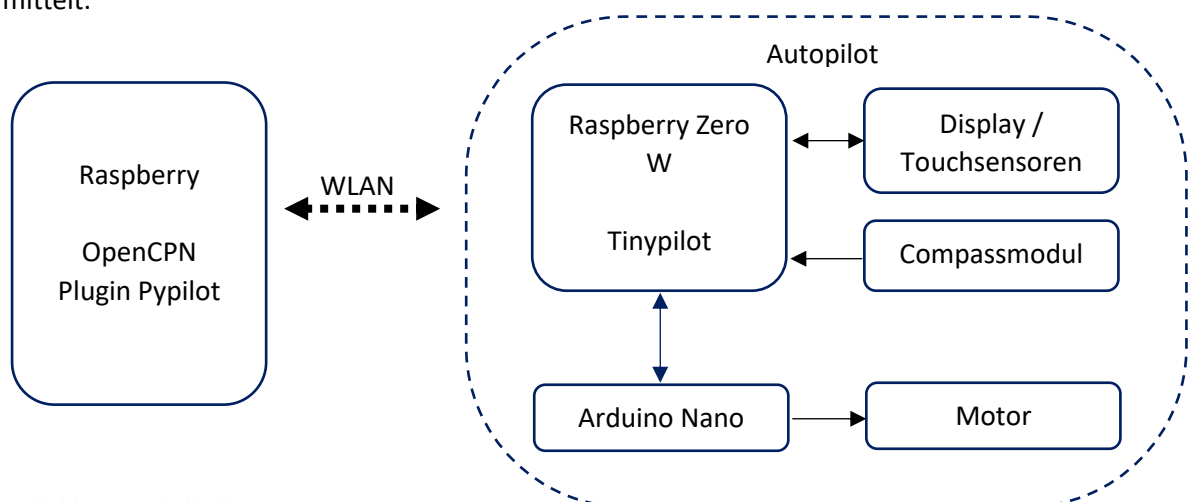 mittelt.
Autopilot
Raspberry
OpenCPN
Plugin Pypilot
WLAN
Raspberry Zero
W
Tinypilot
Display /
Touchsensoren
Compassmodul
Arduino Nano
Motor